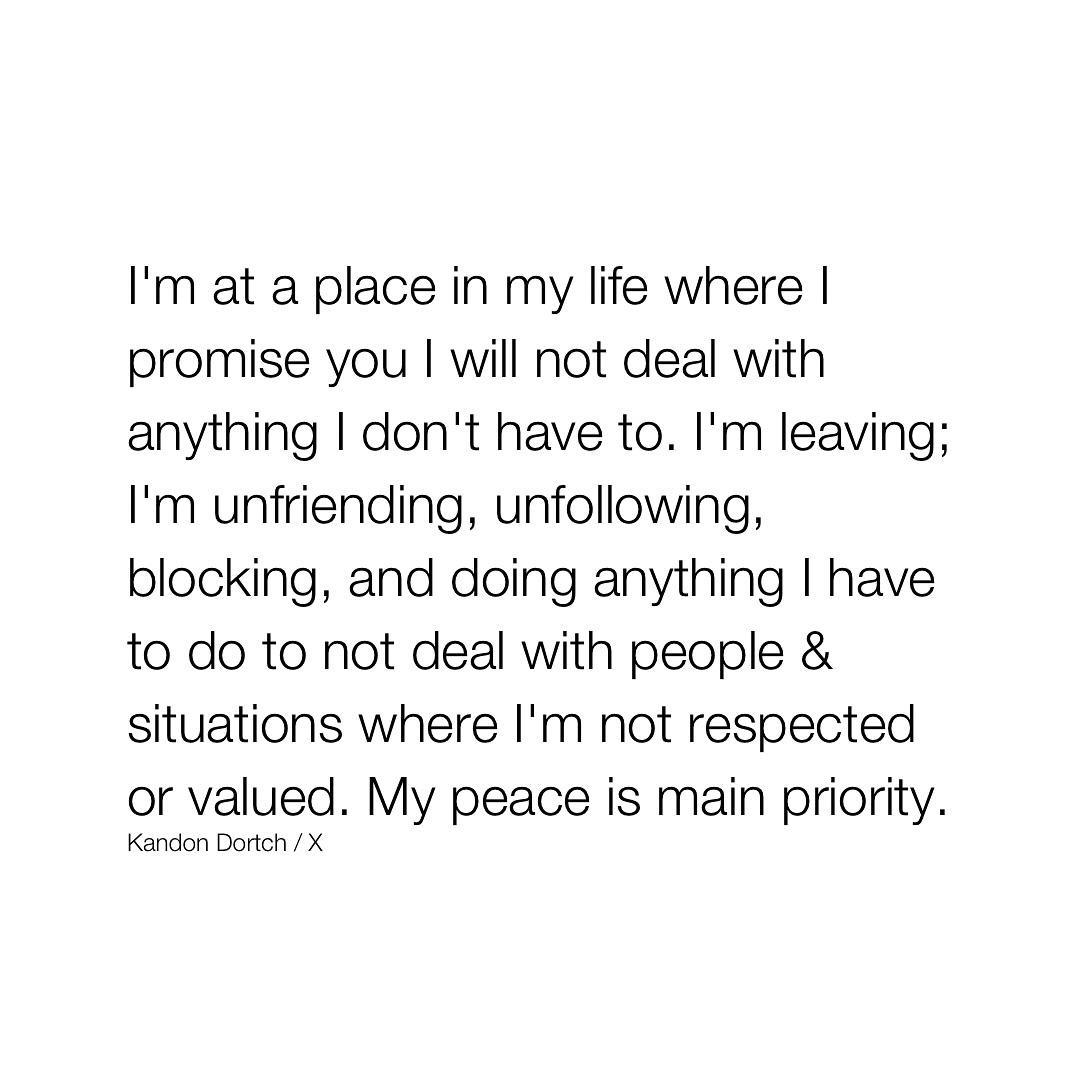 I'm at a place in my life where I
promise you I will not deal with
anything I don't have to. I'm leaving;
I'm unfriending, unfollowing,
blocking, and doing anything I have
to do to not deal with people &
situations where I'm not respected
or valued. My peace is main priority.
Kandon Dortch / X